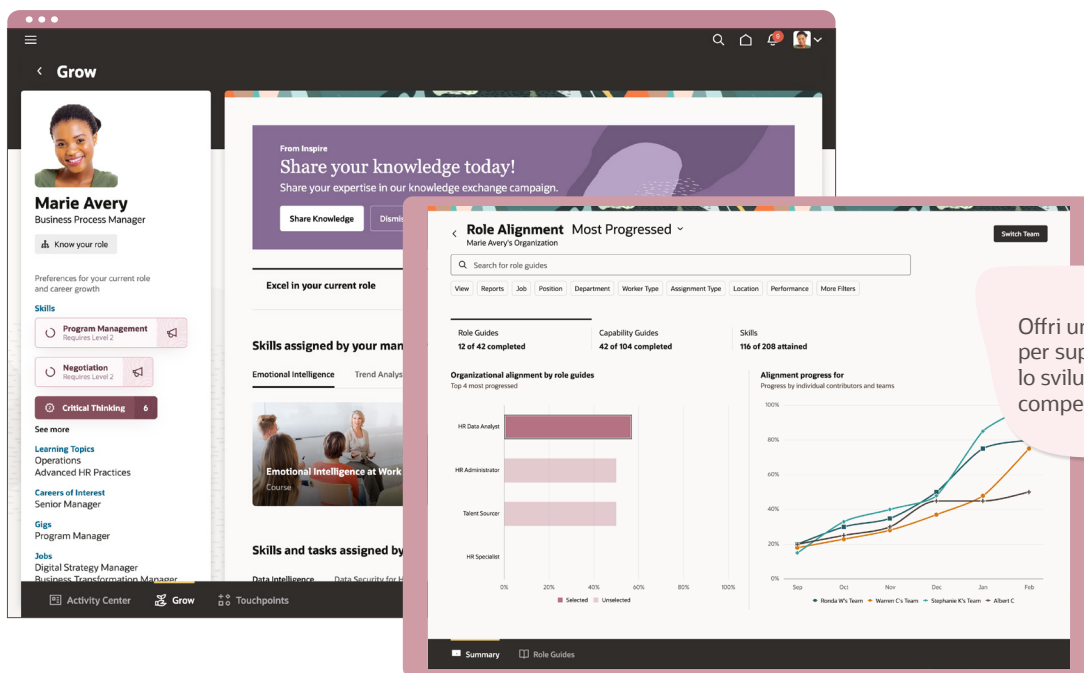 Grow
Marie Avery
Business Process Manager
Know your role
Preferences for your current role
and career growth
Skills
Program Management
Requires Level 2
Negotiation
Requires Level 2
Critical Thinking 6
See more
Learning Topics
Operations
Advanced HR Practices
Careers of Interest
Senior Manager
Gigs
Program Manager
Jobs
Digital Strategy Manager
Business Transformation Manager
From Inspire
Share your knowledge today!
Share your expertise in our knowledge exchange campaign.
Share Knowledge Dismis
Excel in your current role
Skills assigned by your man
Emotional Intelligence Trend Analys
Emotional Intelligence at Work
Course
Skills and tasks assigned by
Data Intelligence Data Security for H
Activity Center Grow Touchpoints
Role Alignment Most Progressed
Marie Avery's Organization
Switch Team
Search for role guides
View Reports Job Position Department Worker Type Assignment Type Location Performance More Filters
Role Guides Capability Guides Skills
12 of 42 completed 42 of 104 completed 116 of 208 attained
Organizational alignment by role guides
Top 4 most progressed
HR Data Analyst
HR Administrator
Talent Sourcer
HR Specialist
0% 20% 40% 60% 80% 100%
Selected Unselected
Alignment progress for
Progress by individual contributors and teams
100%
80%
60%
40%
20%
0%
Sep Oct Nov Dec Jan Feb
Ronda W's Team Warren C's Team Stephanie K's Team Albert C
Summary Role Guides
Offri un
per sup
lo svilu
compe